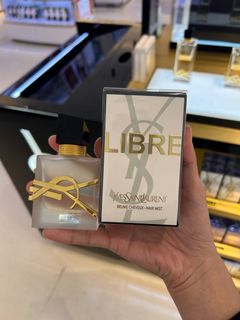 LIBRE
YVESSAINTLAURENT
BRUME CHEVEUX - HAIR MIST